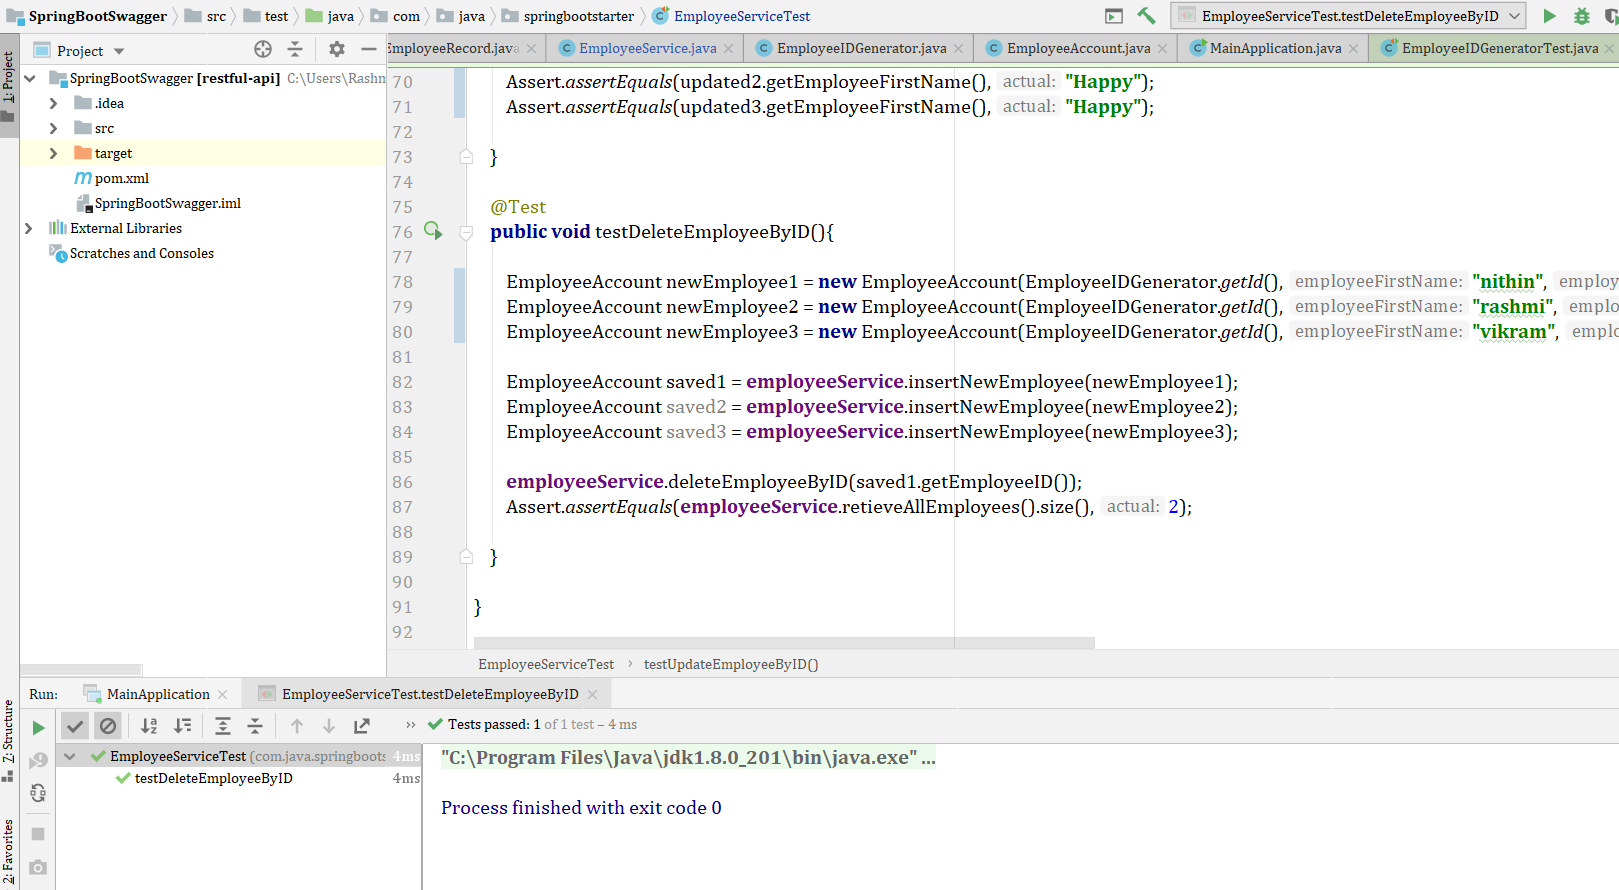 SpringBootSwagger src test java com java springbootstarter EmployeeServiceTest EmployeeServiceTest.testDeleteEmployeeByID
Project EmployeeRecord.java EmployeeService.java EmployeeIDGenerator.java EmployeeAccount.java MainApplication.java EmployeeIDGeneratorTest.java
1: Project
SpringBootSwagger [restful-api] C:\Users\Rashm
.idea
src
target
pom.xml
SpringBootSwagger.iml
External Libraries
Scratches and Consoles
70 Assert.assertEquals(updated2.getEmployeeFirstName(), actual: "Happy");
71 Assert.assertEquals(updated3.getEmployeeFirstName(), actual: "Happy");
72
73 }
74
75 @Test
76 public void testDeleteEmployeeByID(){
77
78 EmployeeAccount newEmployee1 = new EmployeeAccount(EmployeeIDGenerator.getId(), employeeFirstName: "nithin", employ
79 EmployeeAccount newEmployee2 = new EmployeeAccount(EmployeeIDGenerator.getId(), employeeFirstName: "rashmi", emplo
80 EmployeeAccount newEmployee3 = new EmployeeAccount(EmployeeIDGenerator.getId(), employeeFirstName: "vikram", emplo
81
82 EmployeeAccount saved1 = employeeService.insertNewEmployee(newEmployee1);
83 EmployeeAccount saved2 = employeeService.insertNewEmployee(newEmployee2);
84 EmployeeAccount saved3 = employeeService.insertNewEmployee(newEmployee3);
85
86 employeeService.deleteEmployeeByID(saved1.getEmployeeID());
87 Assert.assertEquals(employeeService.retieveAllEmployees().size(), actual: 2);
88
89 }
90
91 }
92
EmployeeServiceTest › testUpdateEmployeeByID()
Run: MainApplication EmployeeServiceTest.testDeleteEmployeeByID
Z: Structure
2: Favorites
» Tests passed: 1 of 1 test – 4 ms
EmployeeServiceTest (com.java.springboots 4ms
testDeleteEmployeeByID 4ms
"C:\Program Files\Java\jdk1.8.0_201\bin\java.exe" ...
Process finished with exit code 0